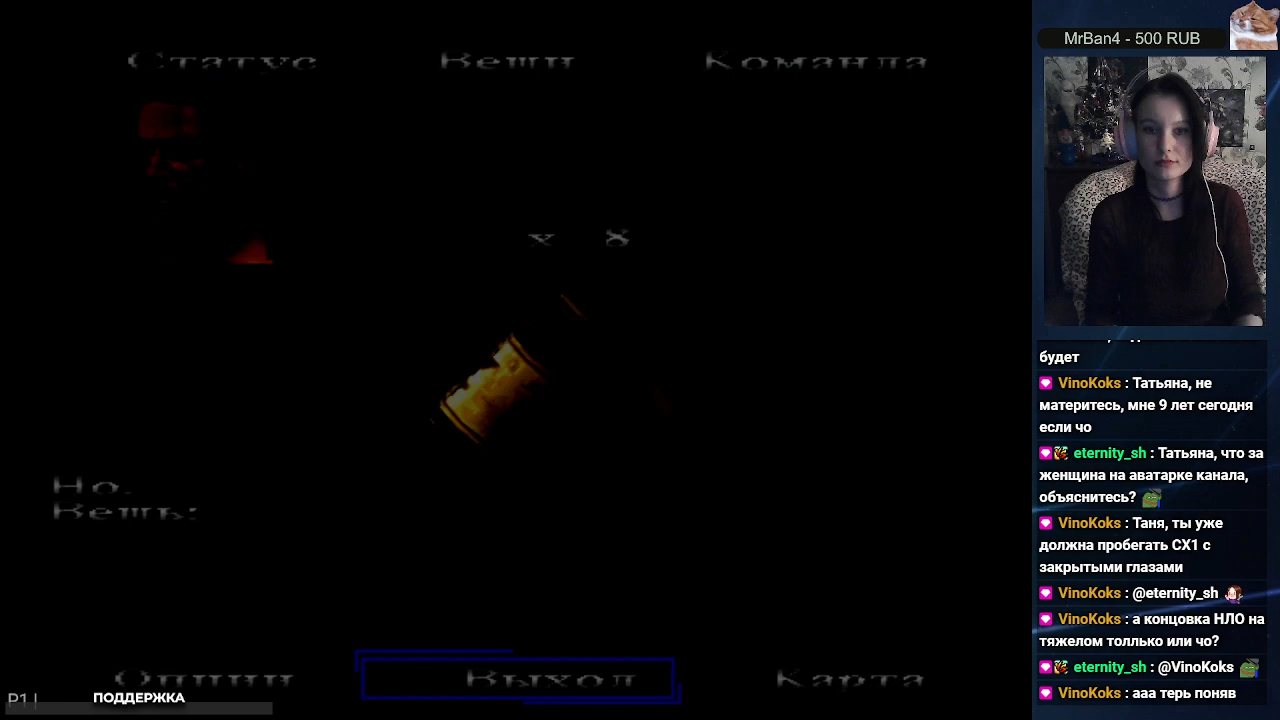 Статус Вещи Команда
x 8
Но.
Вещь:
Опции Выход Карта
P1 |
ПОДДЕРЖКА
MrBan4 - 500 RUB
будет
VinoKoks : Татьяна, не
материтесь, мне 9 лет сегодня
если чо
eternity_sh : Татьяна, что за
женщина на аватарке канала,
объяснитесь?
VinoKoks : Таня, ты уже
должна пробегать СХ1 с
закрытыми глазами
VinoKoks : @eternity_sh
VinoKoks : а концовка НЛО на
тяжелом толлько или чо?
eternity_sh : @VinoKoks
VinoKoks : ааа терь поняв